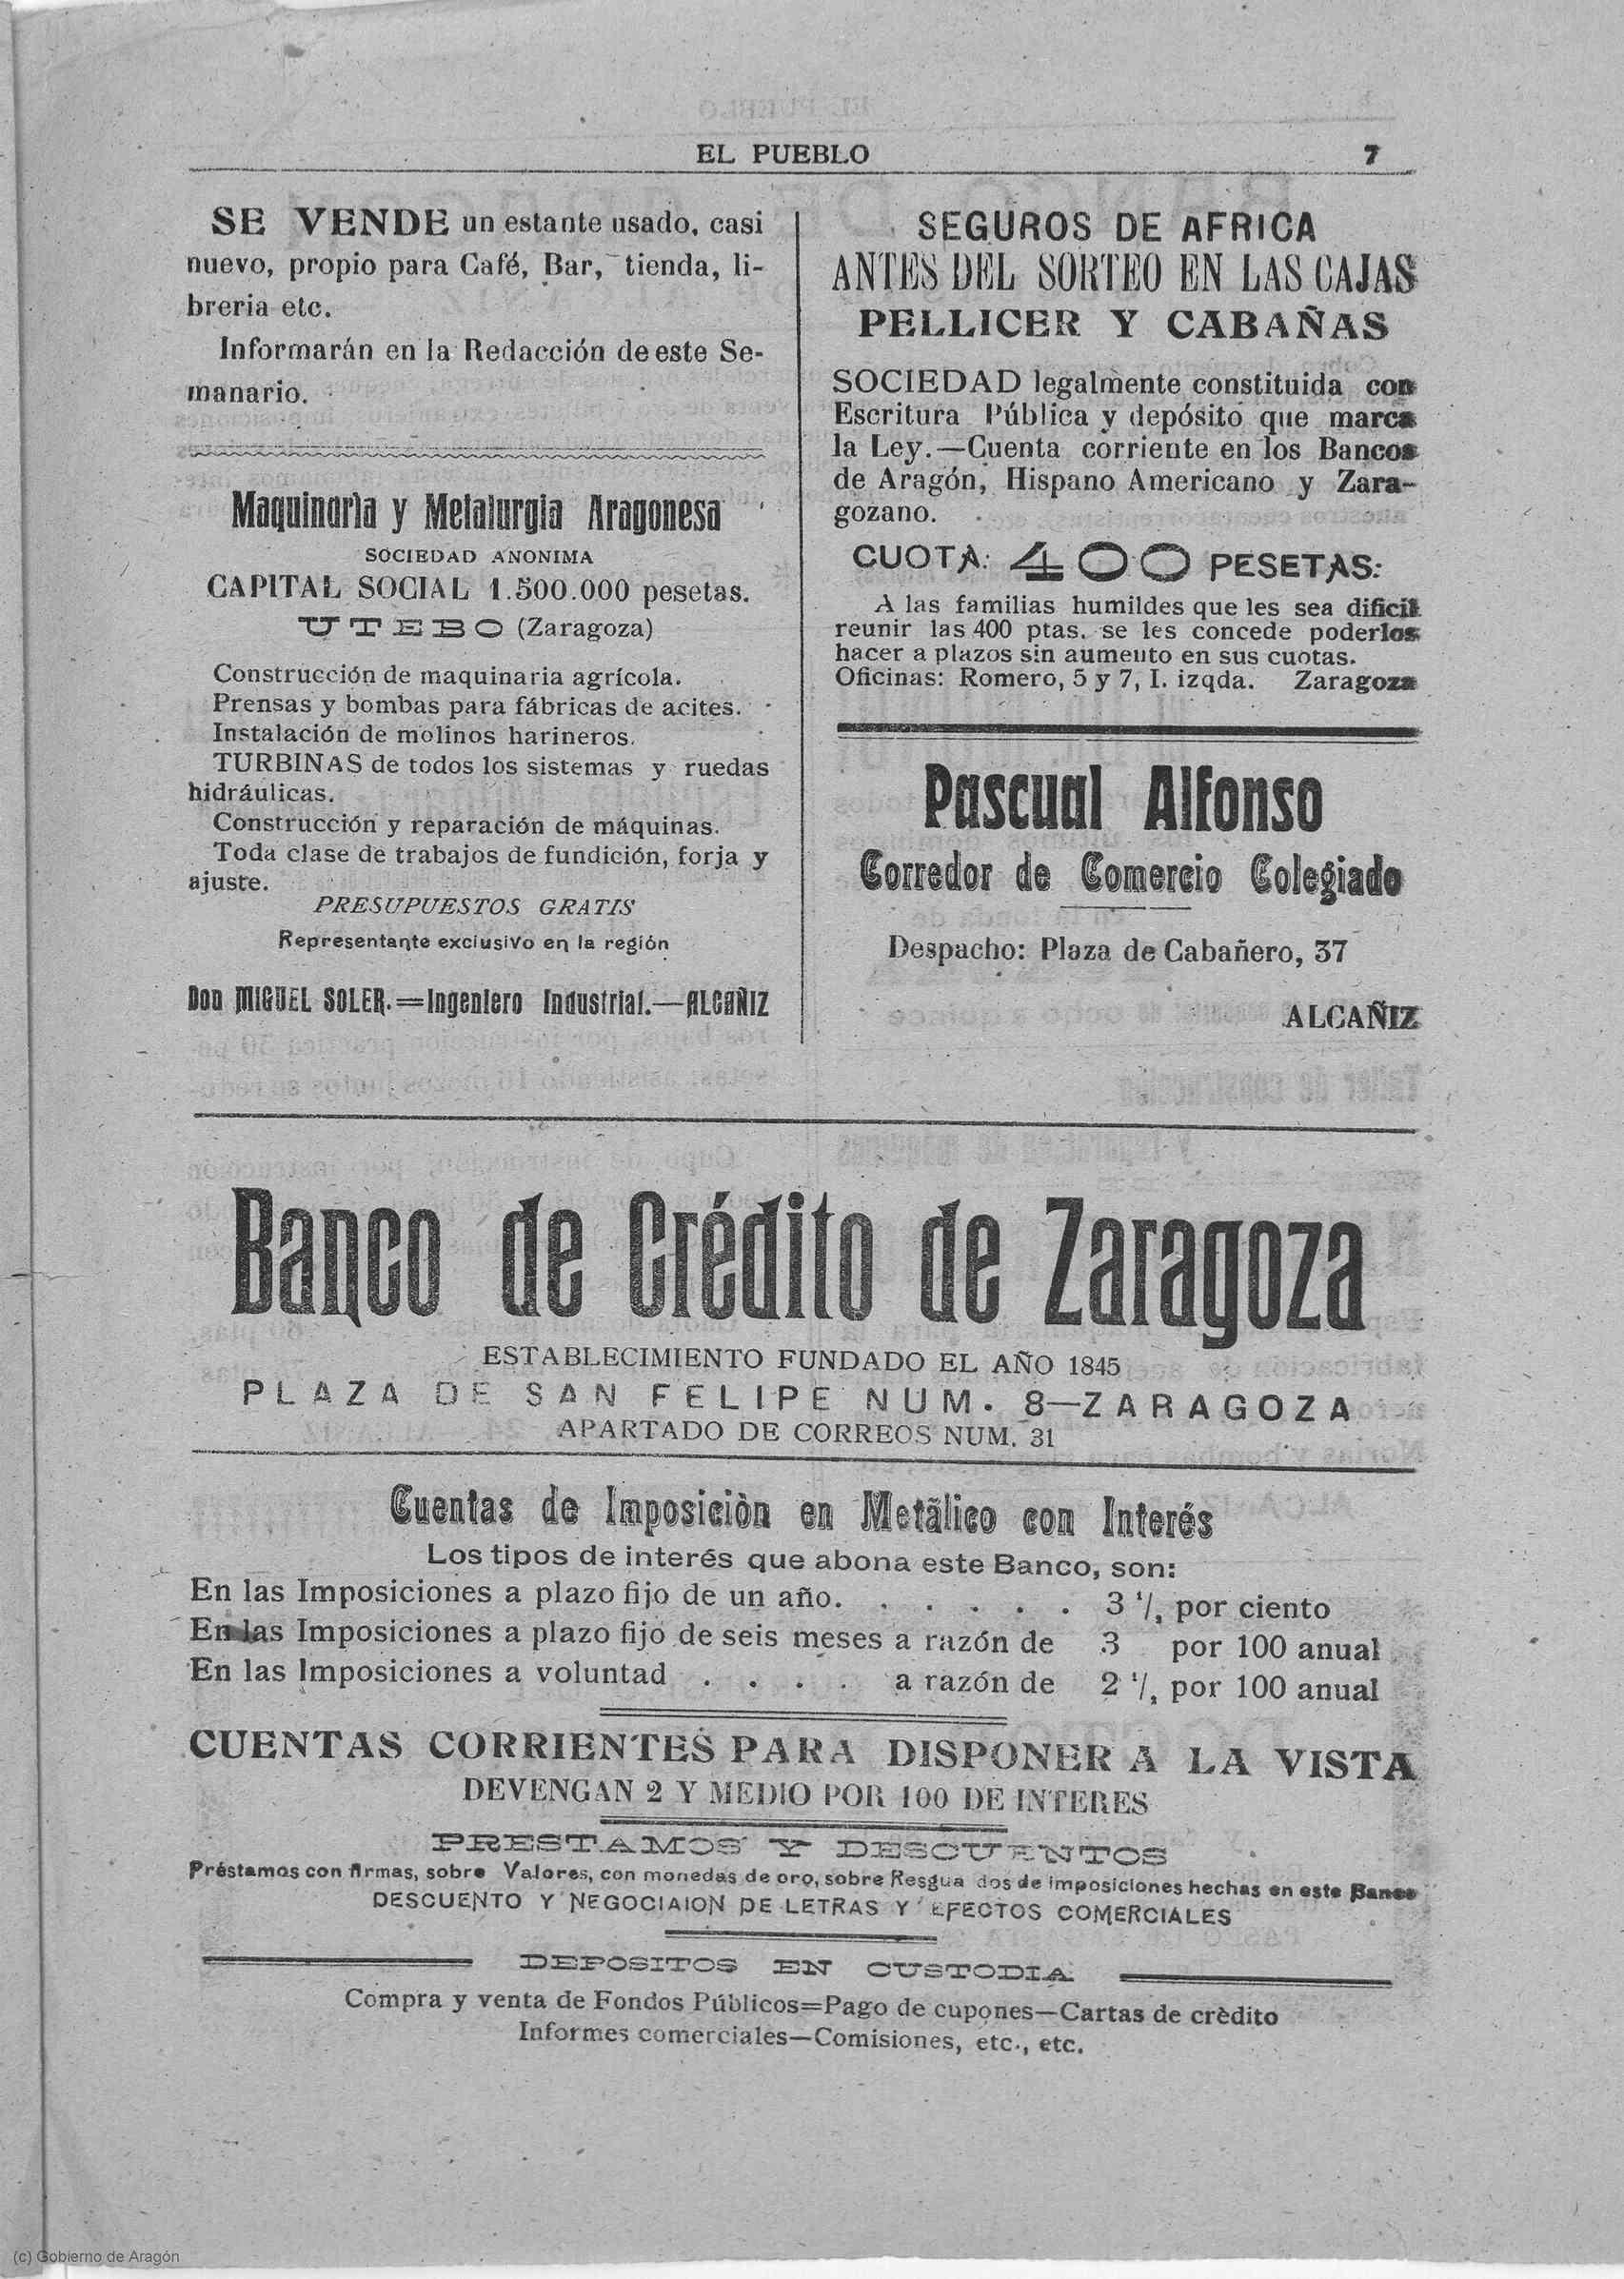 EL PUEBLO 7
SE VENDE un estante usado, casi
nuevo, propio para Café, Bar, tienda, li-
breria etc.
Informarán en la Redacción de este Se-
manario.
Maquinaria y Metalurgia Aragonesa
SOCIEDAD ANONIMA
CAPITAL SOCIAL 1.500.000 pesetas.
UTEBO (Zaragoza)
Construcción de maquinaria agrícola.
Prensas y bombas para fábricas de acites.
Instalación de molinos harineros.
TURBINAS de todos los sistemas y ruedas
hidráulicas.
Construcción y reparación de máquinas.
Toda clase de trabajos de fundición, forja y
ajuste.
PRESUPUESTOS GRATIS
Representante exclusivo en la región
Don MIGUEL SOLER.=Ingeniero Industrial.—ALCAÑIZ
SEGUROS DE AFRICA
ANTES DEL SORTEO EN LAS CAJAS
PELLICER Y CABAÑAS
SOCIEDAD legalmente constituida con
Escritura Pública y depósito que marca
la Ley.—Cuenta corriente en los Bancos
de Aragón, Hispano Americano y Zara-
gozano.
CUOTA: 400 PESETAS:
A las familias humildes que les sea dificil
reunir las 400 ptas. se les concede poderlos
hacer a plazos sin aumento en sus cuotas.
Oficinas: Romero, 5 y 7, I. izqda. Zaragoza
Pascual Alfonso
Corredor de Comercio Colegiado
Despacho: Plaza de Cabañero, 37
ALCAÑIZ
Banco de Crédito de Zaragoza
ESTABLECIMIENTO FUNDADO EL AÑO 1845
PLAZA DE SAN FELIPE NUM. 8—ZARAGOZA
APARTADO DE CORREOS NUM. 31
Cuentas de Imposiciòn en Metálico con Interés
Los tipos de interés que abona este Banco, son:
En las Imposiciones a plazo fijo de un año. . . . . . . 3 ¹/, por ciento
En las Imposiciones a plazo fijo de seis meses a razón de 3 por 100 anual
En las Imposiciones a voluntad . . . . a razón de 2 ¹/, por 100 anual
CUENTAS CORRIENTES PARA DISPONER A LA VISTA
DEVENGAN 2 Y MEDIO POR 100 DE INTERES
PRESTAMOS Y DESCUENTOS
Préstamos con firmas, sobre Valores, con monedas de oro, sobre Resgua dos de imposiciones hechas en este Banco
DESCUENTO Y NEGOCIAION DE LETRAS Y EFECTOS COMERCIALES
DEPOSITOS EN CUSTODIA
Compra y venta de Fondos Públicos=Pago de cupones—Cartas de crèdito
Informes comerciales—Comisiones, etc., etc.
(c) Gobierno de Aragón